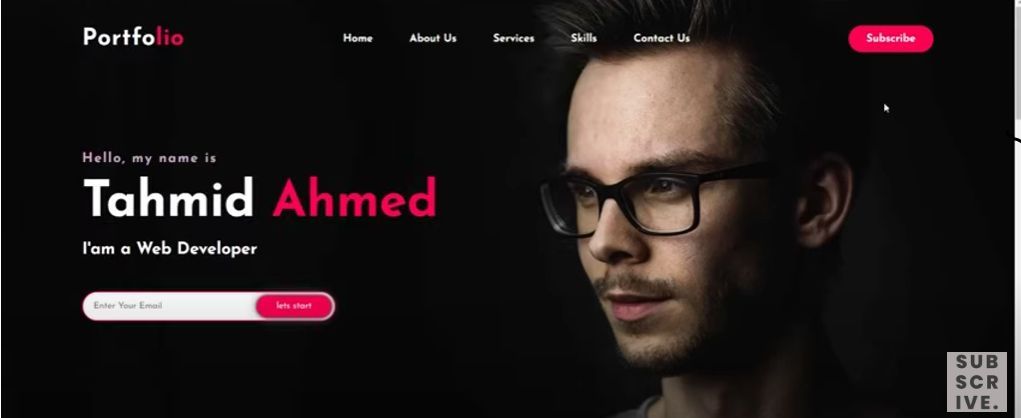 Portfolio Home About Us Services Skills Contact Us Subscribe
Hello, my name is
Tahmid Ahmed
I'am a Web Developer
Enter Your Email lets start
SUB
SCR
IVE.